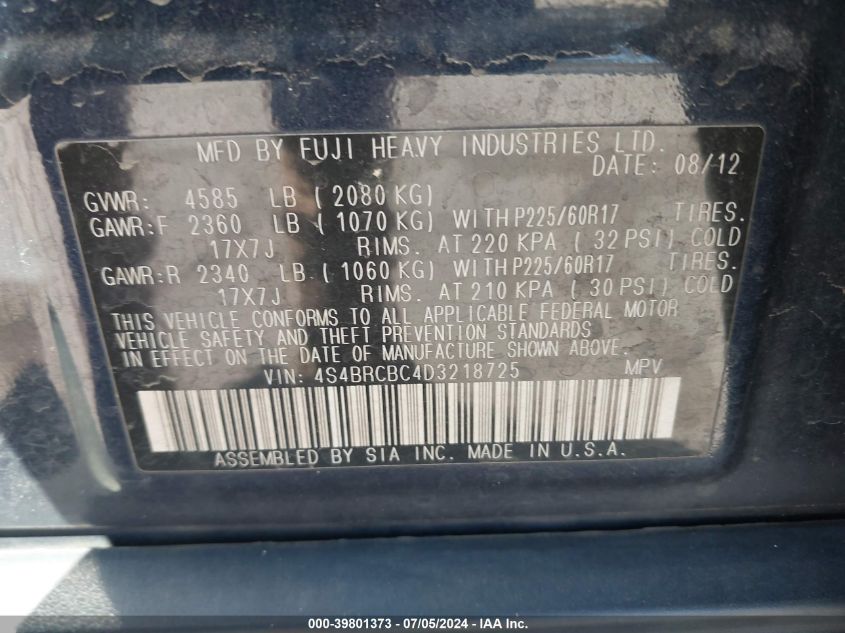 MFD BY FUJI HEAVY INDUSTRIES LTD.
DATE: 08/12
GVWR: 4585 LB ( 2080 KG)
GAWR:F 2360 LB ( 1070 KG) WITH P225/60R17 TIRES.
17X7J RIMS. AT 220 KPA ( 32 PSI) COLD
GAWR:R 2340 LB ( 1060 KG) WITH P225/60R17 TIRES.
17X7J RIMS. AT 210 KPA ( 30 PSI) COLD
THIS VEHICLE CONFORMS TO ALL APPLICABLE FEDERAL MOTOR
VEHICLE SAFETY AND THEFT PREVENTION STANDARDS
IN EFFECT ON THE DATE OF MANUFACTURE SHOWN ABOVE.
VIN: 4S4BRCBC4D3218725 MPV
ASSEMBLED BY SIA INC. MADE IN U.S.A.
000-39801373 - 07/05/2024 - IAA Inc.